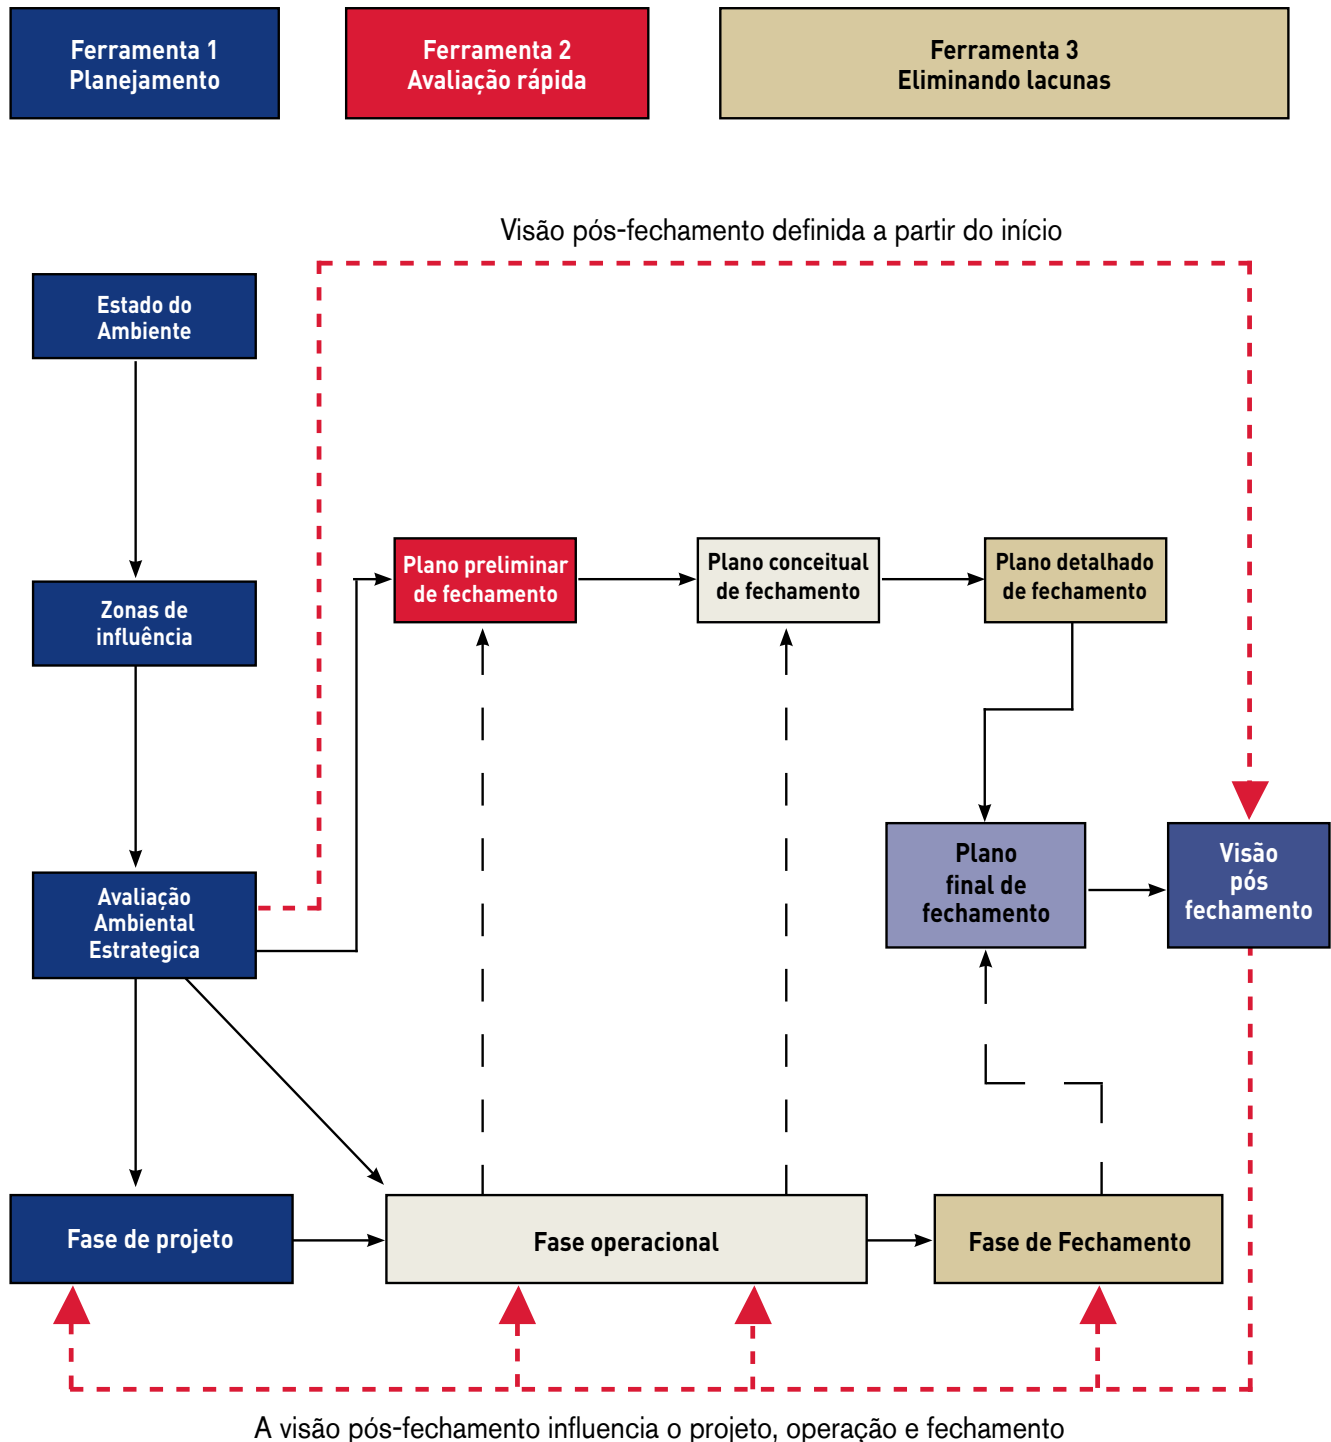 Ferramenta 1
Planejamento
Ferramenta 2
Avaliação rápida
Ferramenta 3
Eliminando lacunas
Visão pós-fechamento definida a partir do início
Estado do
Ambiente
Zonas de
influência
Plano preliminar
de fechamento
Plano conceitual
de fechamento
Plano detalhado
de fechamento
Avaliação
Ambiental
Estrategica
Plano
final de
fechamento
Visão
pós
fechamento
Fase de projeto
Fase operacional
Fase de Fechamento
A visão pós-fechamento influencia o projeto, operação e fechamento